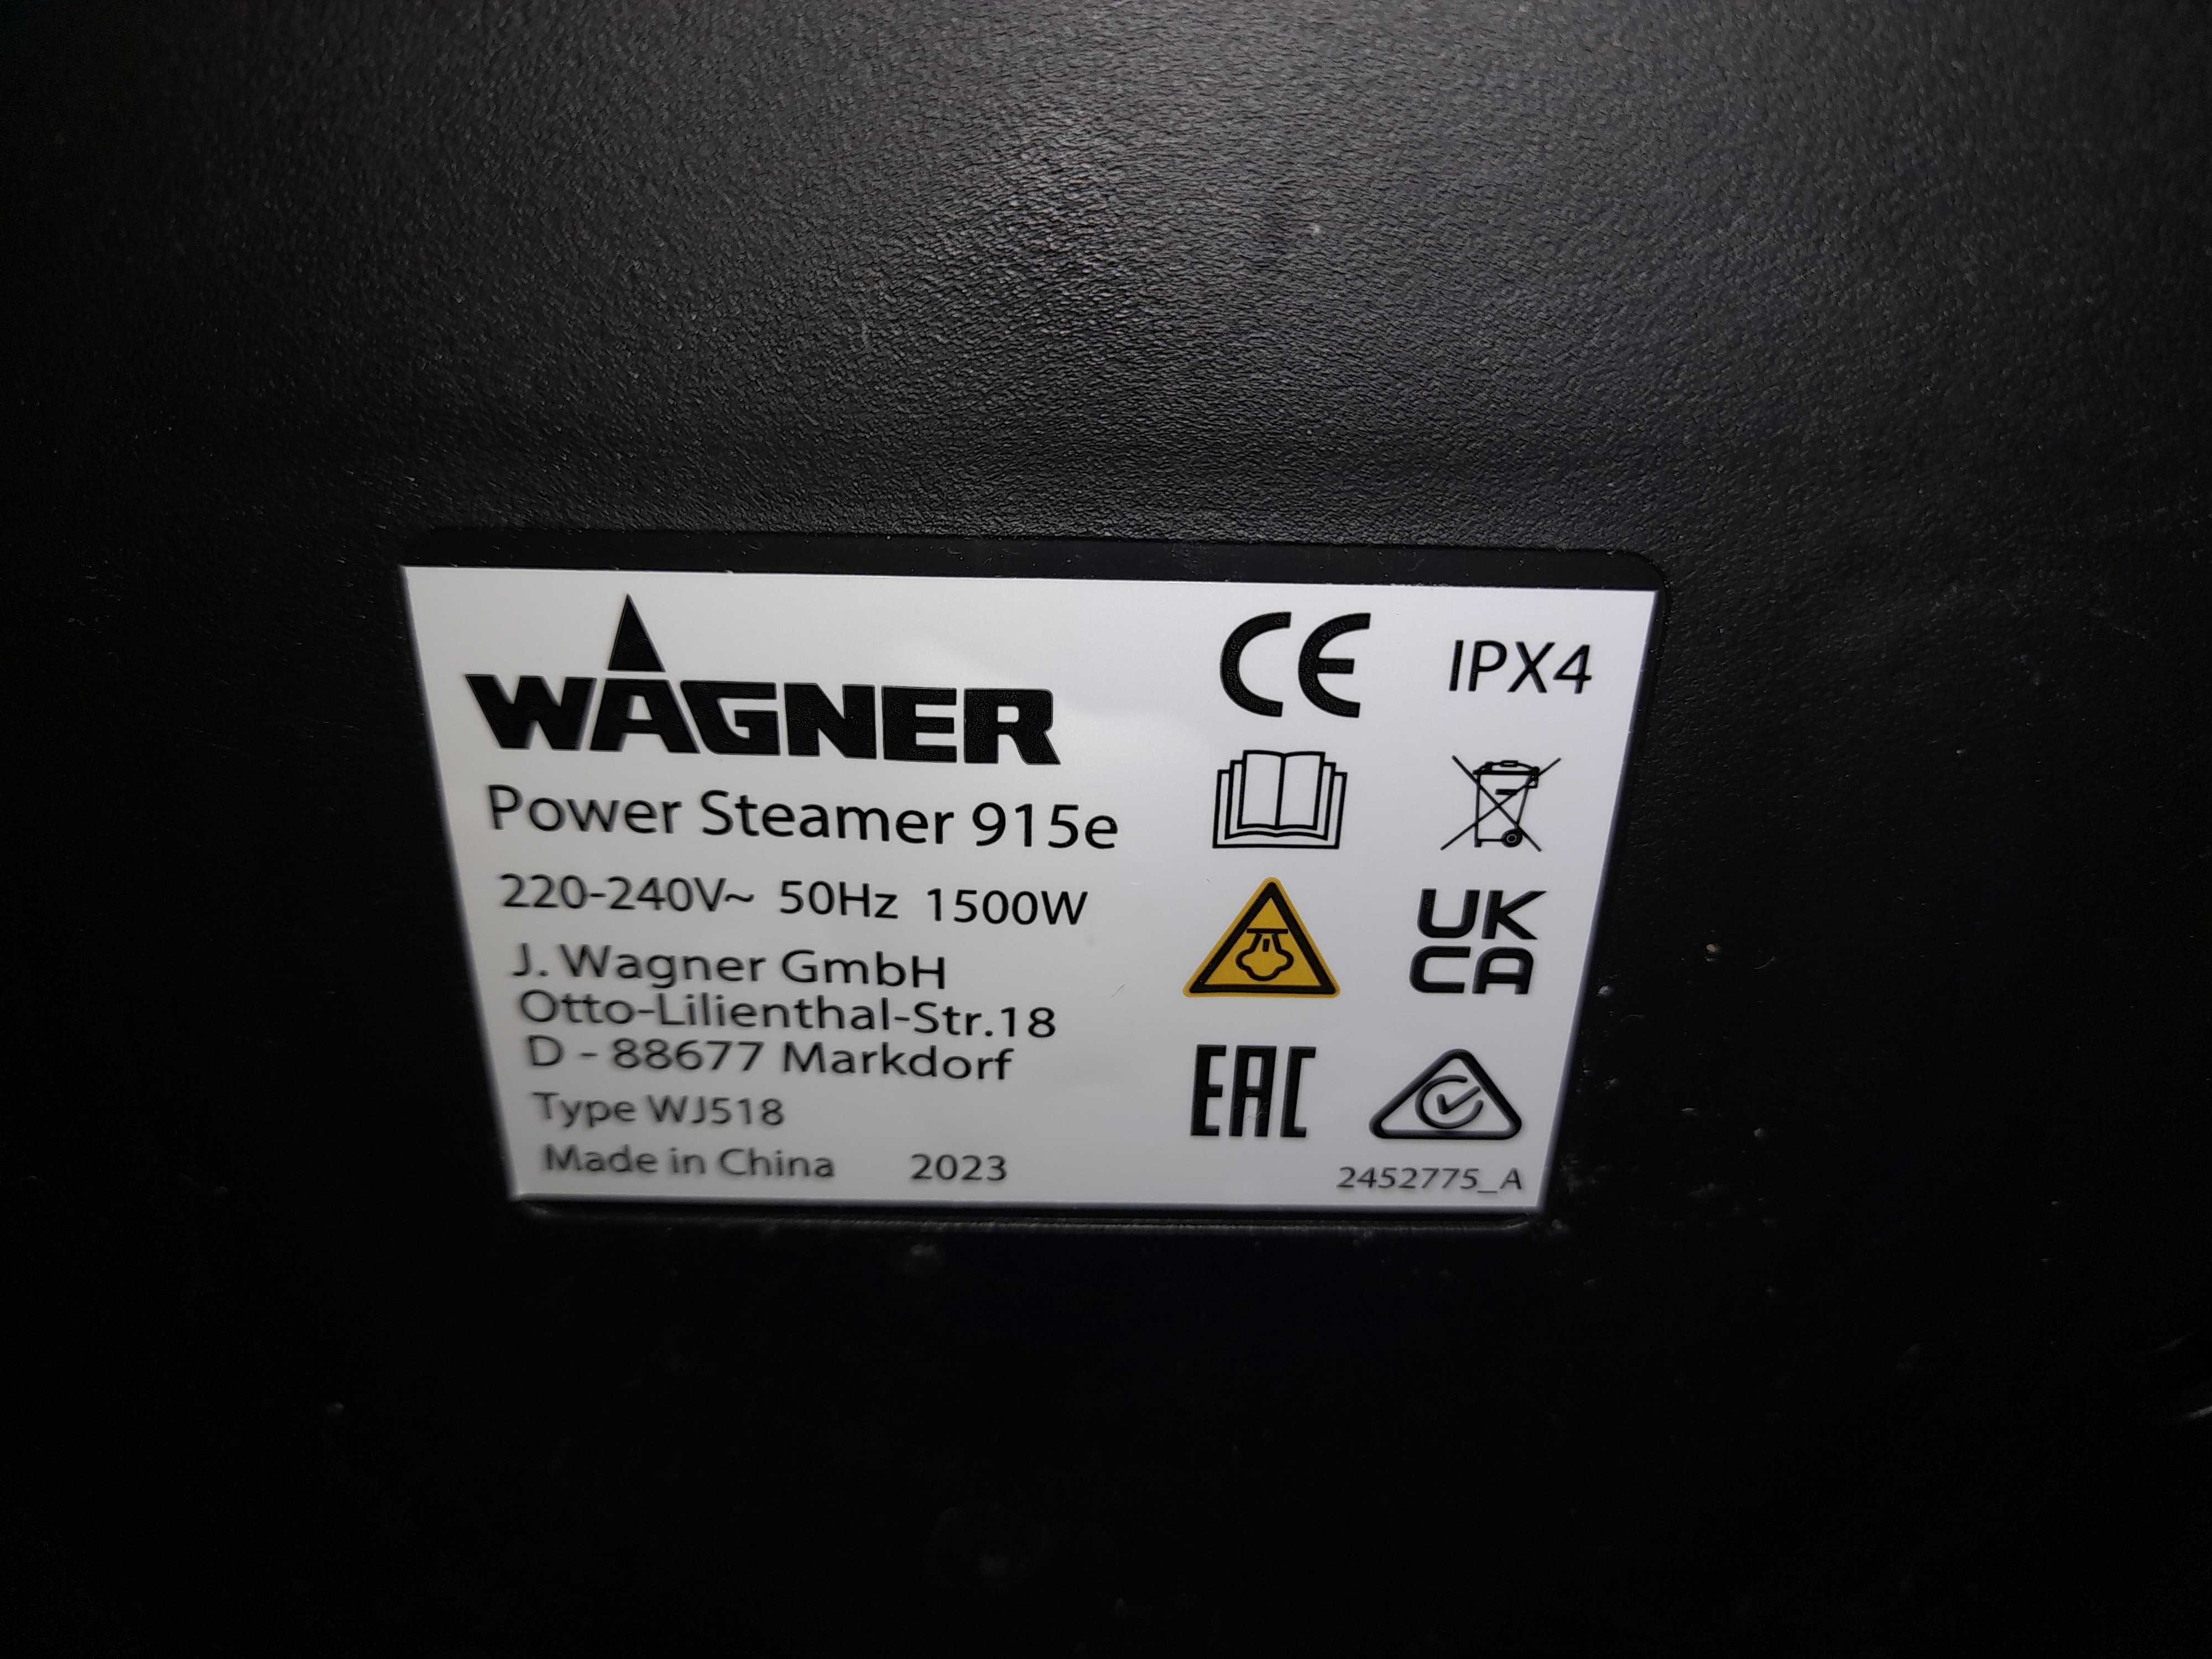 WAGNER
Power Steamer 915e
220-240V~ 50Hz 1500W
J. Wagner GmbH
Otto-Lilienthal-Str.18
D - 88677 Markdorf
Type WJ518
Made in China 2023
CE IPX4
UK
CA
EAC
2452775_A